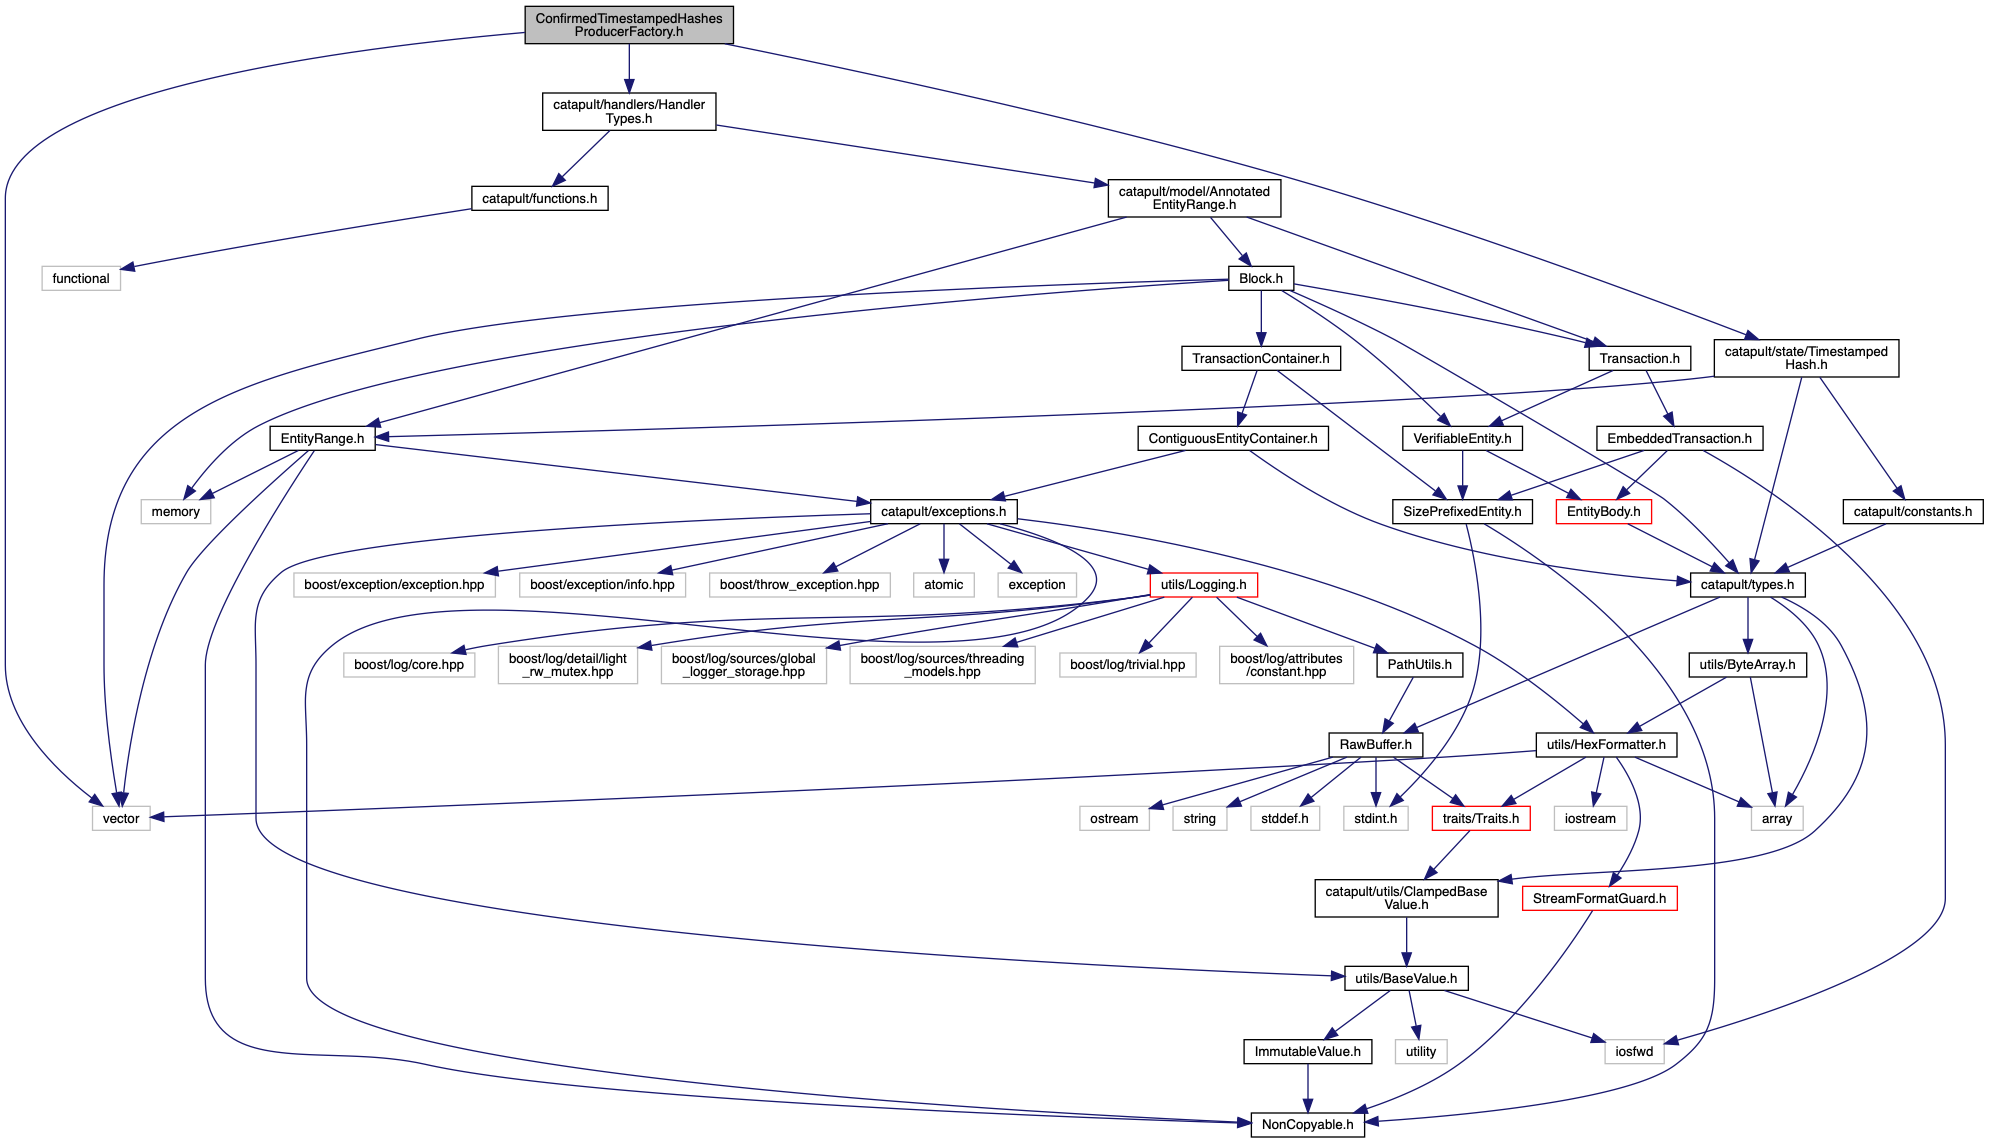 ConfirmedTimestampedHashes
ProducerFactory.h
catapult/handlers/Handler
Types.h
catapult/functions.h
catapult/model/Annotated
EntityRange.h
functional
Block.h
TransactionContainer.h
Transaction.h
catapult/state/Timestamped
Hash.h
EntityRange.h
ContiguousEntityContainer.h
VerifiableEntity.h
EmbeddedTransaction.h
memory
catapult/exceptions.h
SizePrefixedEntity.h
EntityBody.h
catapult/constants.h
boost/exception/exception.hpp
boost/exception/info.hpp
boost/throw_exception.hpp
atomic
exception
utils/Logging.h
catapult/types.h
boost/log/core.hpp
boost/log/detail/light
_rw_mutex.hpp
boost/log/sources/global
_logger_storage.hpp
boost/log/sources/threading
_models.hpp
boost/log/trivial.hpp
boost/log/attributes
/constant.hpp
PathUtils.h
utils/ByteArray.h
RawBuffer.h
utils/HexFormatter.h
vector
ostream
string
stddef.h
stdint.h
traits/Traits.h
iostream
array
catapult/utils/ClampedBase
Value.h
StreamFormatGuard.h
utils/BaseValue.h
ImmutableValue.h
utility
iosfwd
NonCopyable.h